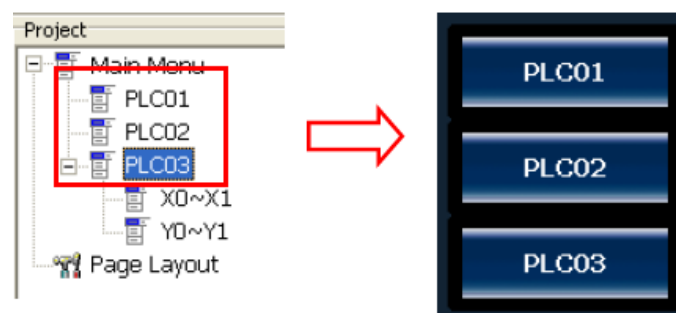 Project
Main Menu
PLC01
PLC02
PLC03
X0~X1
Y0~Y1
Page Layout
PLC01
PLC02
PLC03